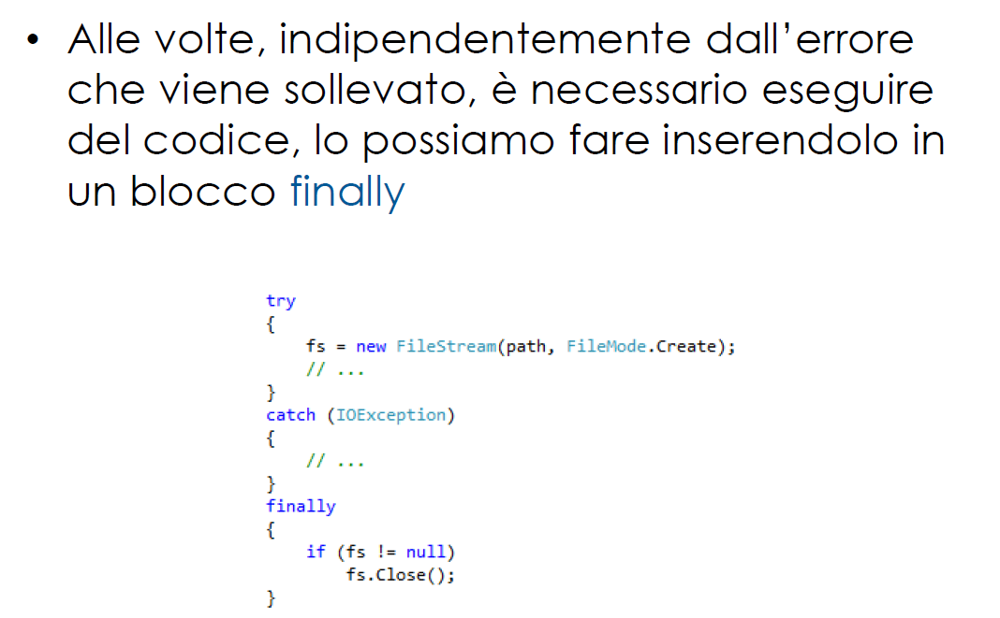 • Alle volte, indipendentemente dall’errore
che viene sollevato, è necessario eseguire
del codice, lo possiamo fare inserendolo in
un blocco finally
try
{
    fs = new FileStream(path, FileMode.Create);
    // ...
}
catch (IOException)
{
    // ...
}
finally
{
    if (fs != null)
        fs.Close();
}